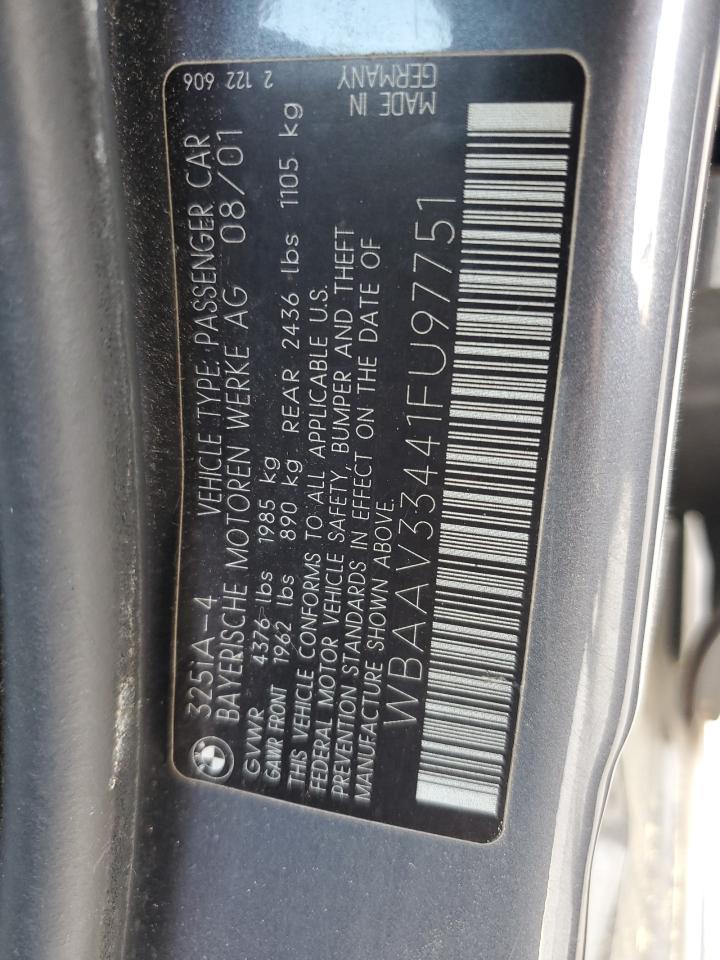 325iA-4 VEHICLE TYPE: PASSENGER CAR
BAYERISCHE MOTOREN WERKE AG 08/01
GVWR 4376 lbs 1985 kg
GAWR FRONT 1962 lbs 890 kg REAR 2436 lbs 1105 kg
THIS VEHICLE CONFORMS TO ALL APPLICABLE U.S.
FEDERAL MOTOR VEHICLE SAFETY, BUMPER AND THEFT
PREVENTION STANDARDS IN EFFECT ON THE DATE OF
MANUFACTURE SHOWN ABOVE.
WBAAV33441FU97751
2 122 606
MADE IN
GERMANY